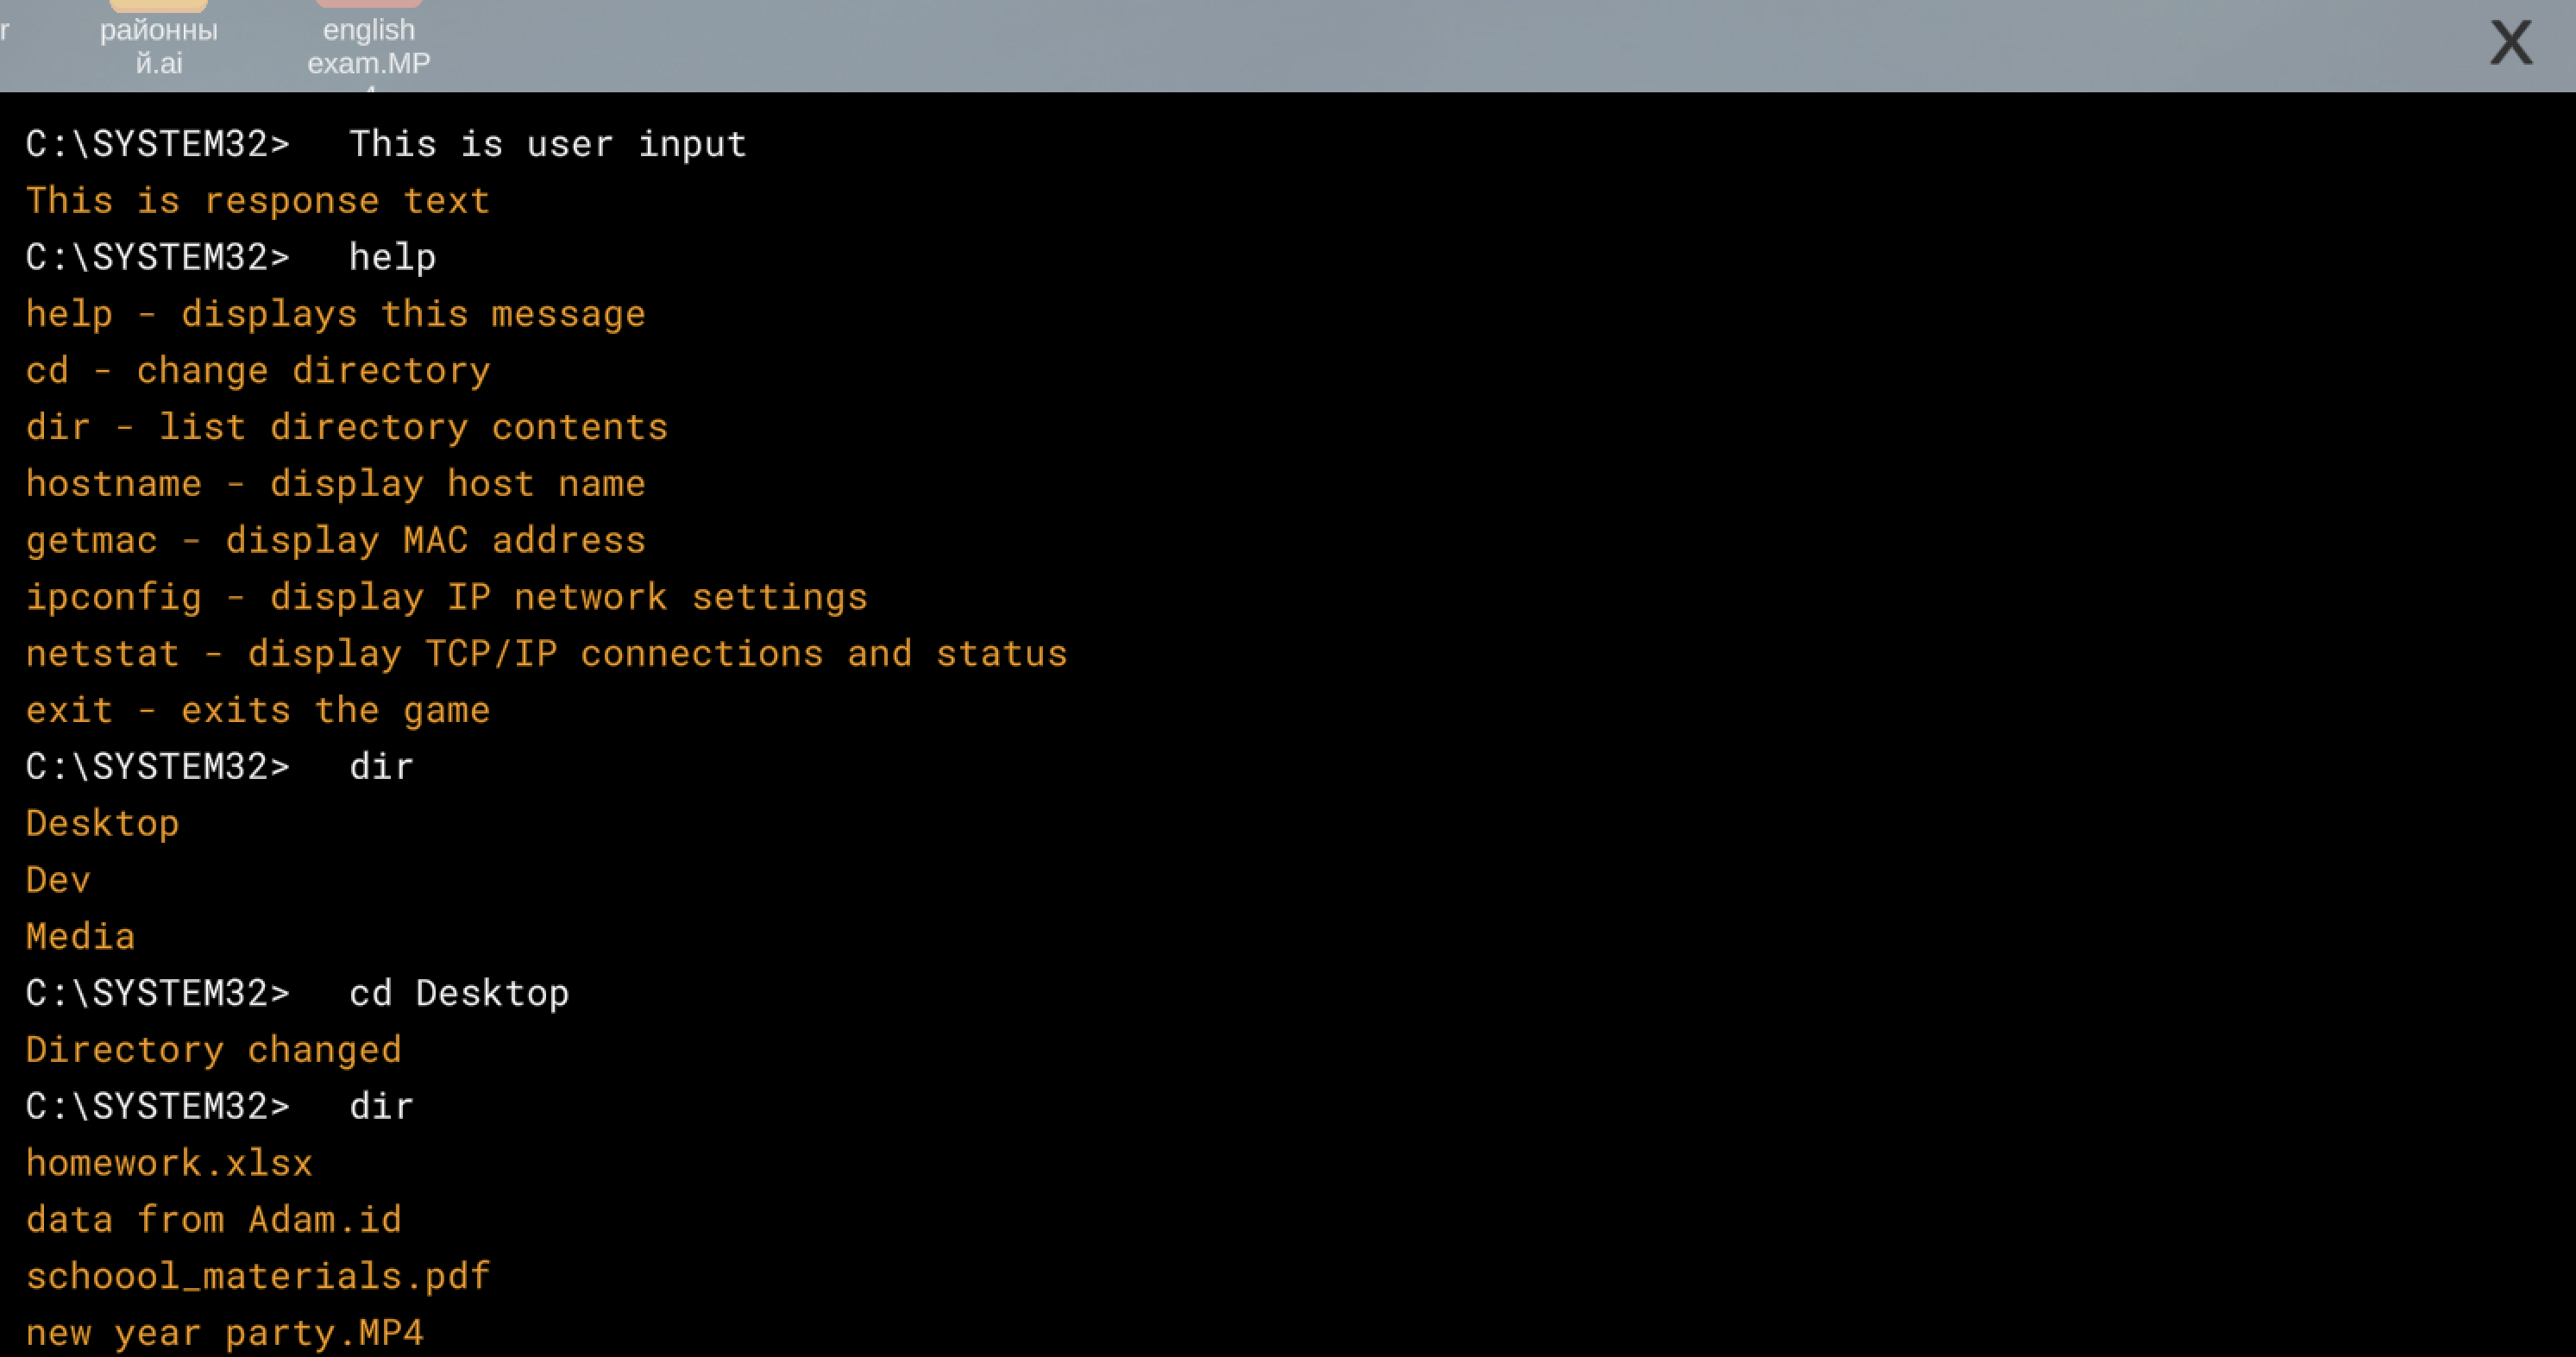 r
районны
й.ai
english
exam.MP
X
C:\SYSTEM32> This is user input
This is response text
C:\SYSTEM32> help
help - displays this message
cd - change directory
dir - list directory contents
hostname - display host name
getmac - display MAC address
ipconfig - display IP network settings
netstat - display TCP/IP connections and status
exit - exits the game
C:\SYSTEM32> dir
Desktop
Dev
Media
C:\SYSTEM32> cd Desktop
Directory changed
C:\SYSTEM32> dir
homework.xlsx
data from Adam.id
schoool_materials.pdf
new year party.MP4